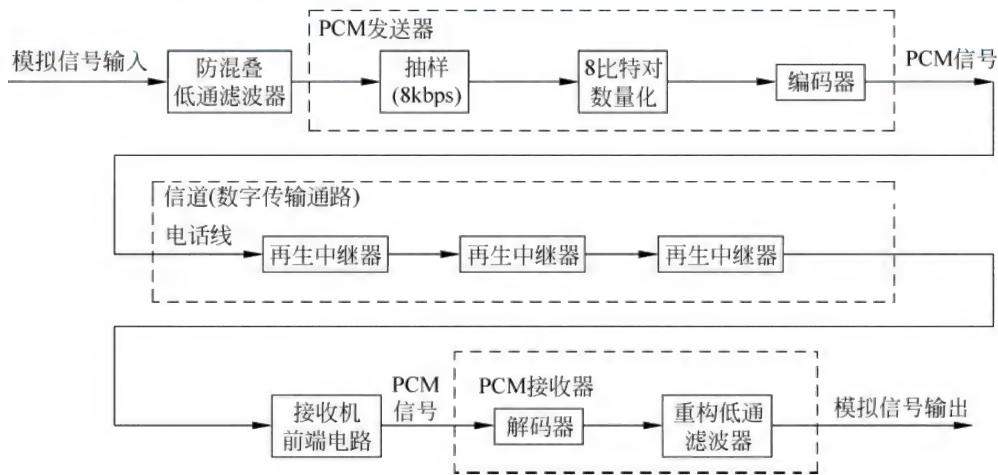 PCM发送器
模拟信号输入
防混叠
低通滤波器
抽样
(8kbps)
8比特对
数量化
编码器
PCM信号
信道(数字传输通路)
电话线
再生中继器
再生中继器
再生中继器
接收机
前端电路
PCM
信号
PCM接收器
解码器
重构低通
滤波器
模拟信号输出